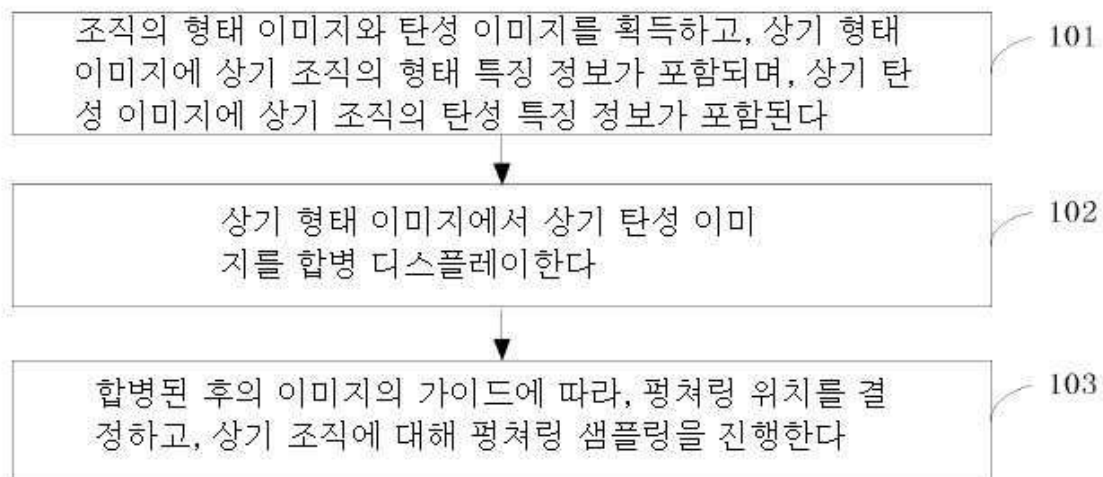 조직의 형태 이미지와 탄성 이미지를 획득하고, 상기 형태
이미지에 상기 조직의 형태 특징 정보가 포함되며, 상기 탄
성 이미지에 상기 조직의 탄성 특징 정보가 포함된다
101
상기 형태 이미지에서 상기 탄성 이미
지를 합병 디스플레이한다
102
합병된 후의 이미지의 가이드에 따라, 펑쳐링 위치를 결
정하고, 상기 조직에 대해 펑쳐링 샘플링을 진행한다
103